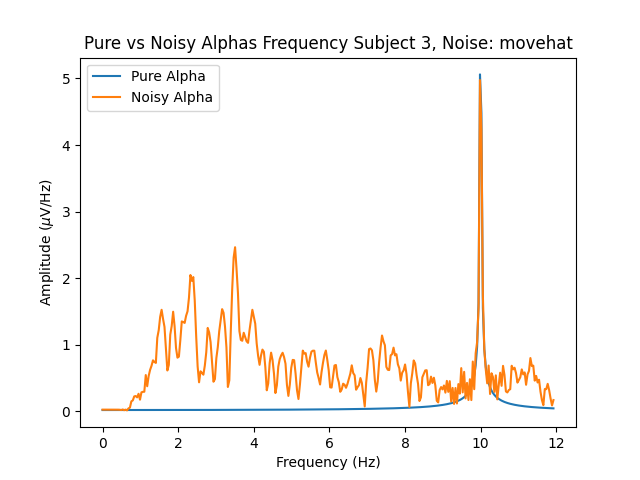 Pure vs Noisy Alphas Frequency Subject 3, Noise: movehat
Pure Alpha
Noisy Alpha
Amplitude (μV/Hz)
5
4
3
2
1
0
0 2 4 6 8 10 12
Frequency (Hz)